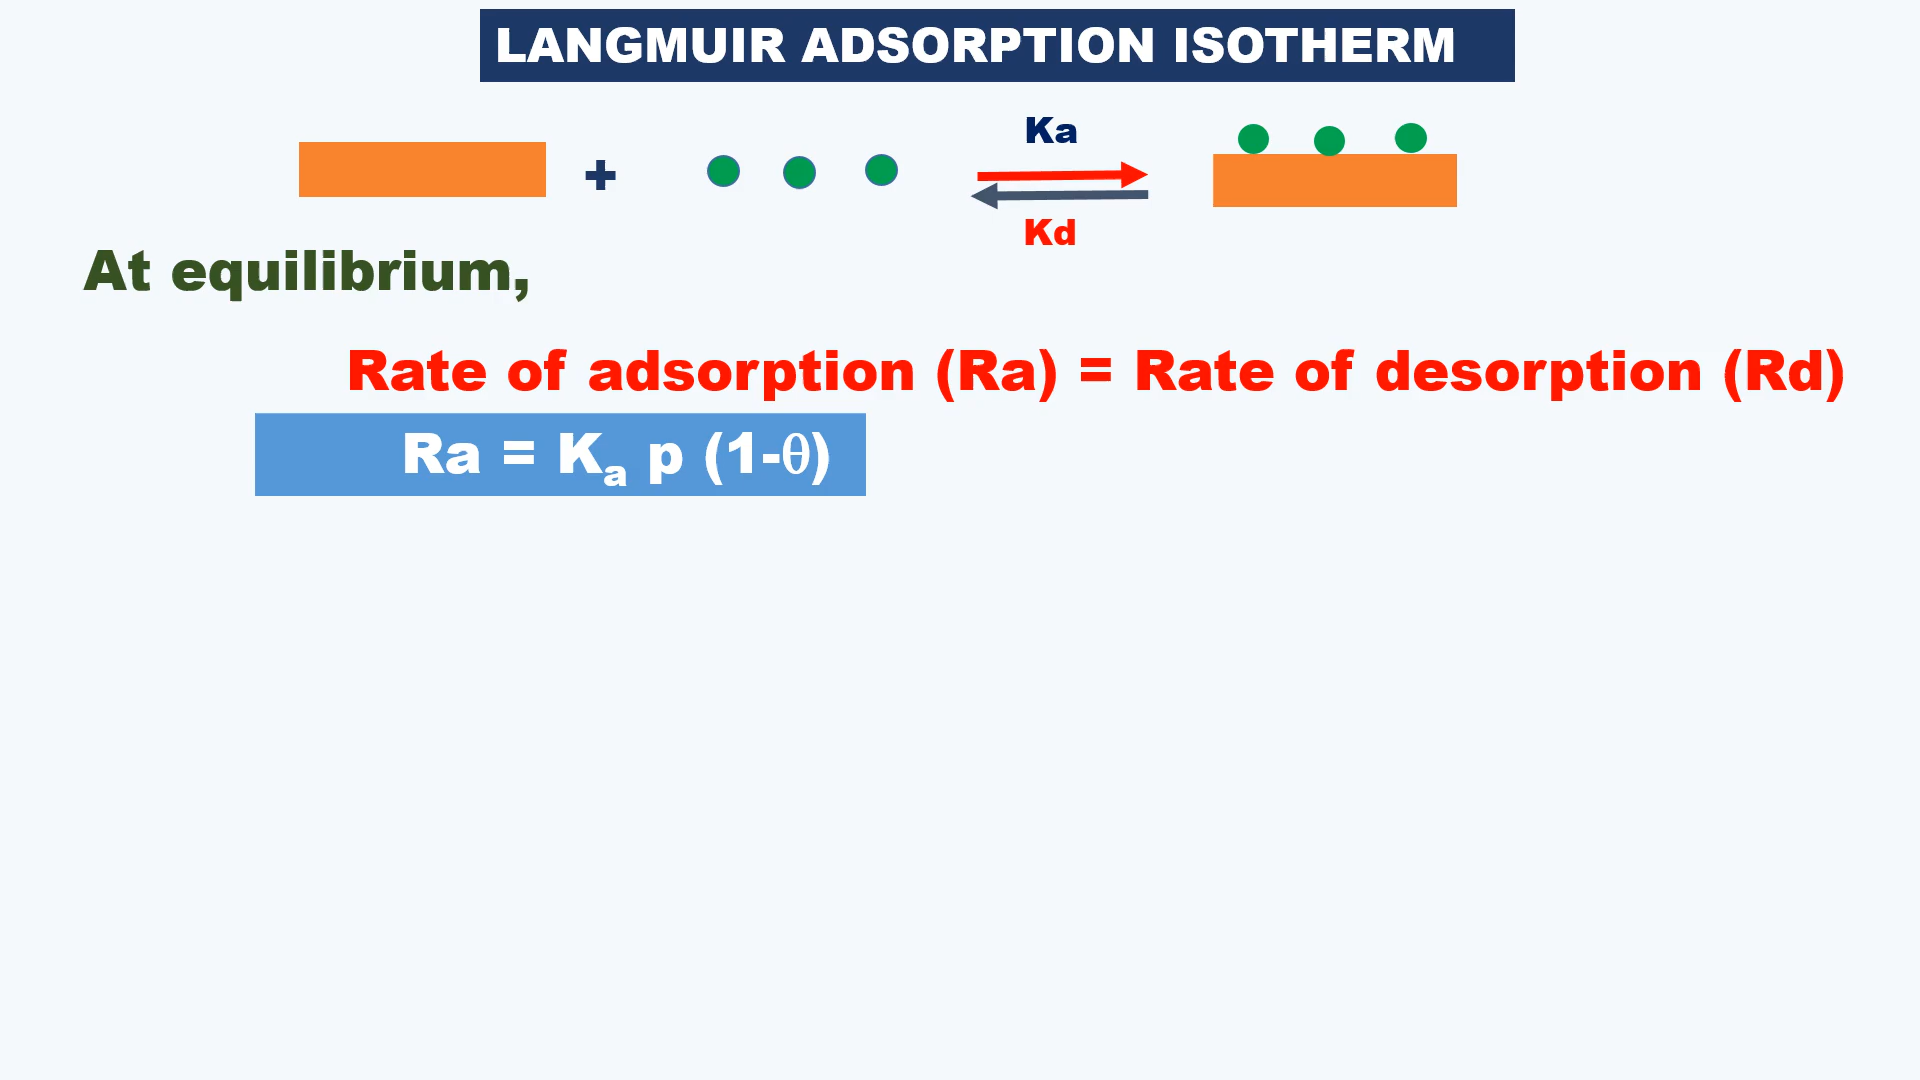 LANGMUIR ADSORPTION ISOTHERM
Ka
+
Kd
At equilibrium,
Rate of adsorption (Ra) = Rate of desorption (Rd)
Ra = Kₐ p (1-θ)